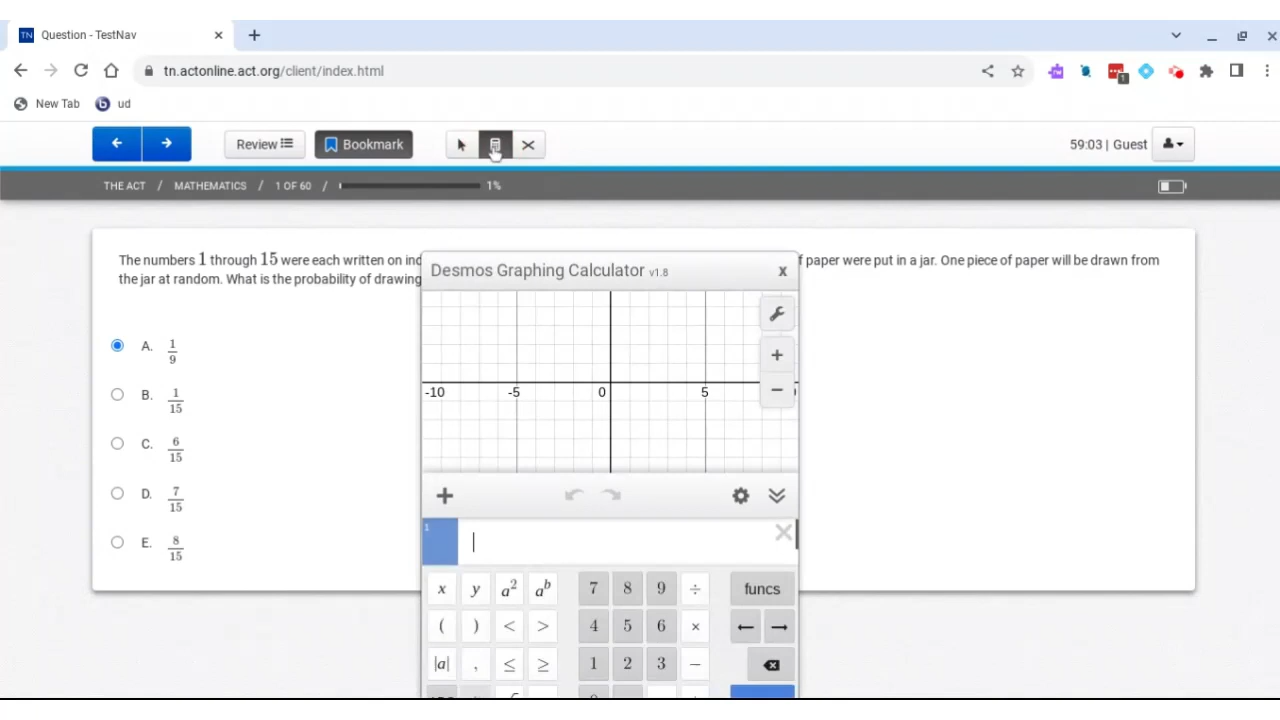 TN Question - TestNav
tn.actonline.act.org/client/index.html
1
New Tab ud
Review Bookmark 59:03 | Guest
THE ACT / MATHEMATICS / 1 OF 60 / 1%
The numbers 1 through 15 were each written on ind f paper were put in a jar. One piece of paper will be drawn from
the jar at random. What is the probability of drawing
A. 1/9
B. 1/15
C. 6/15
D. 7/15
E. 8/15
Desmos Graphing Calculator v1.8 x
+
-10 -5 0 5 −
+
1
x y a² aᵇ 7 8 9 ÷ funcs
( ) < > 4 5 6 × ← →
|a| , ≤ ≥ 1 2 3 −